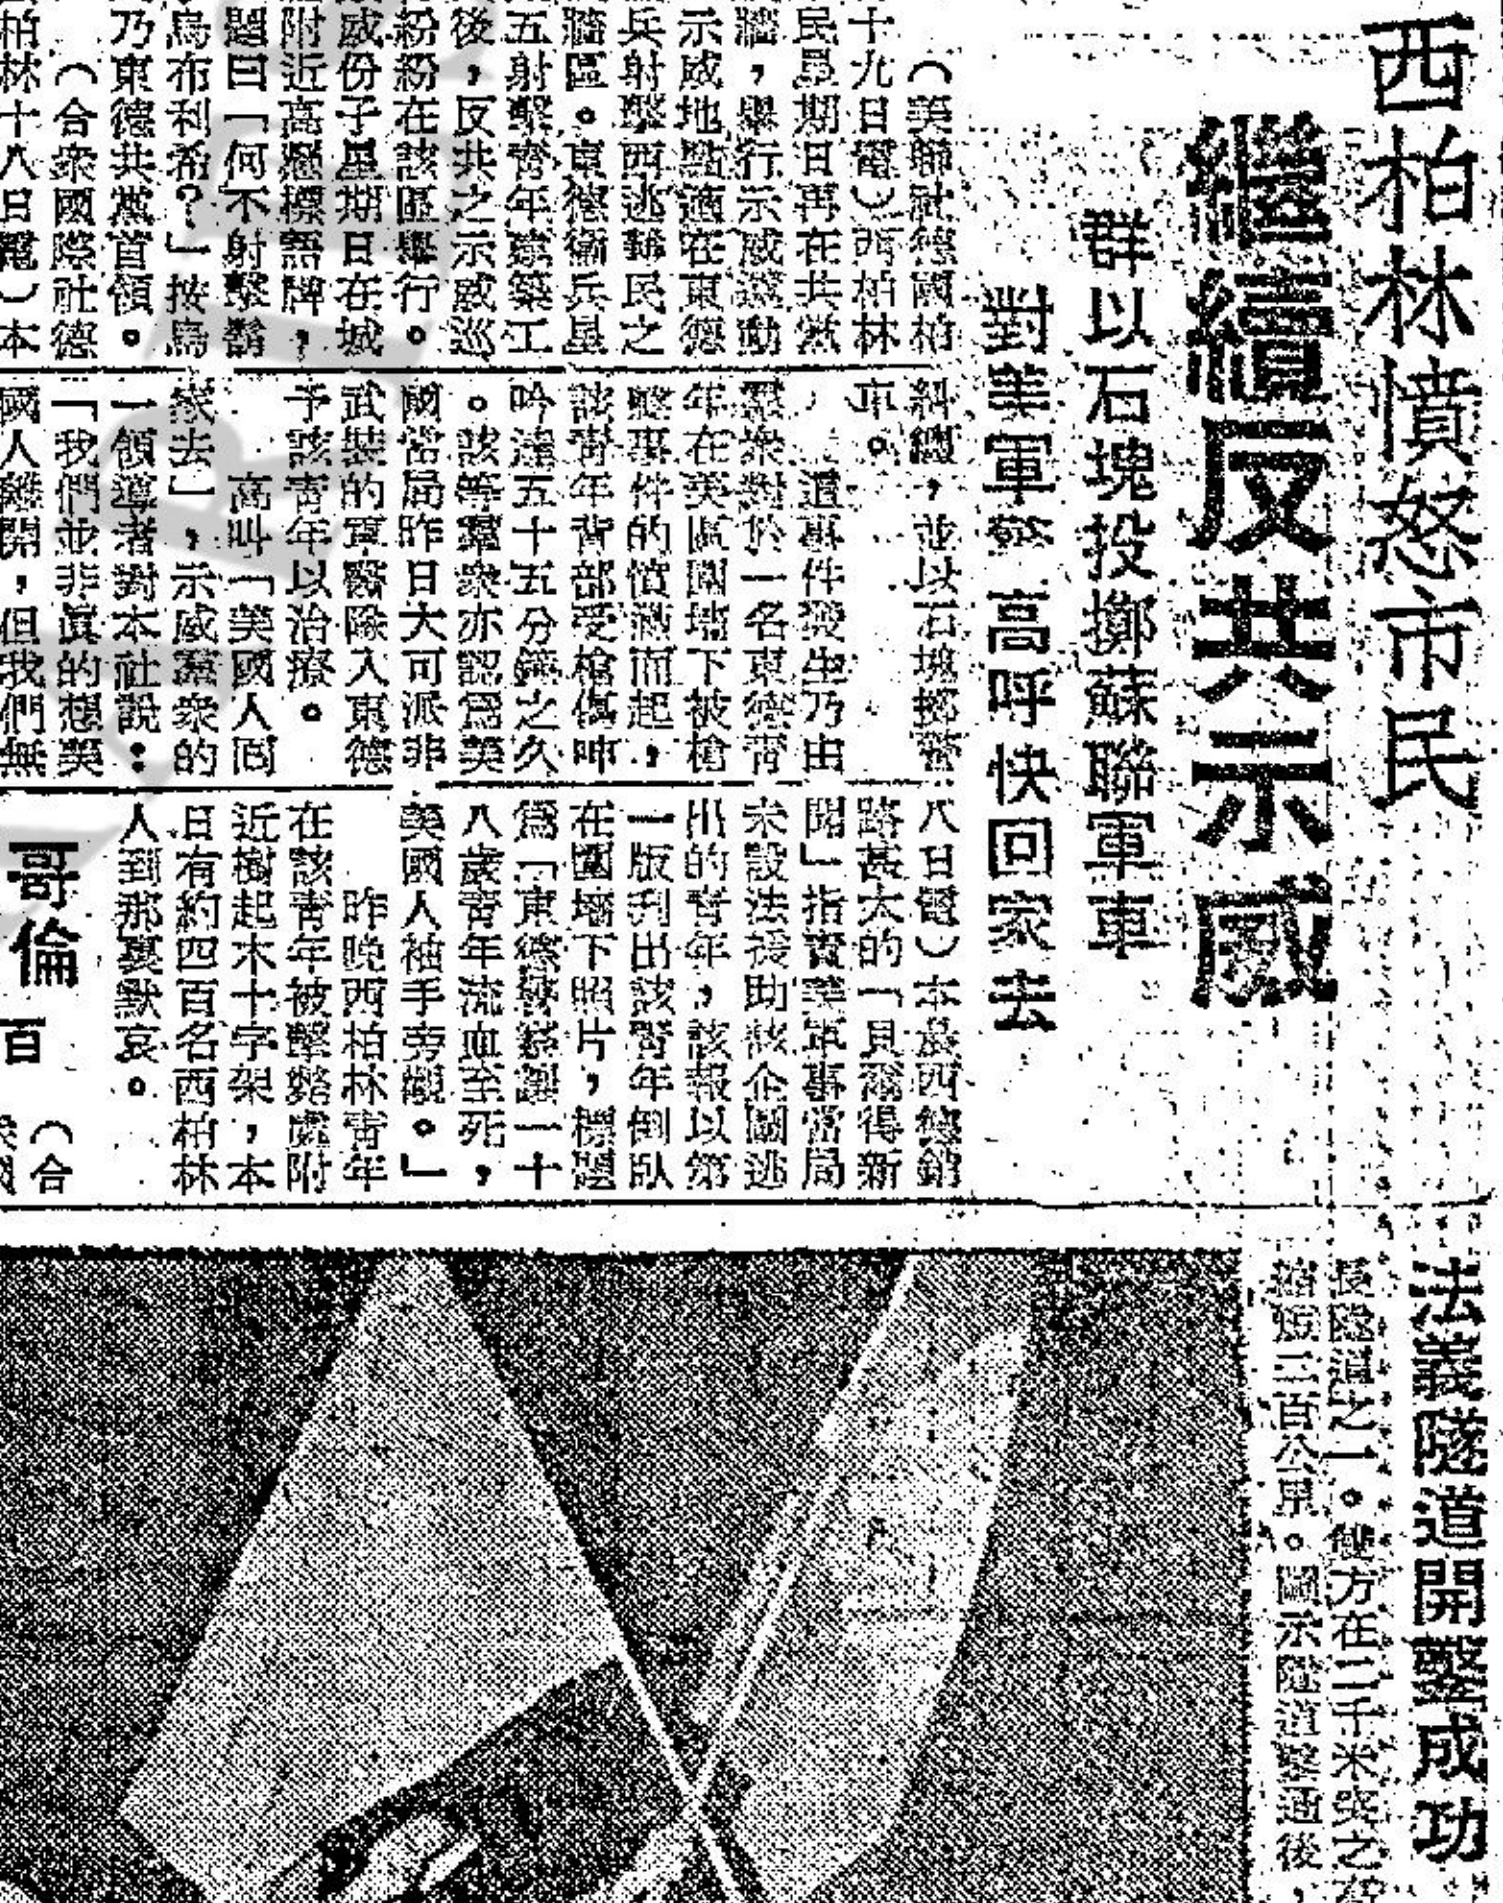 西柏林憤怒市民
繼續反共示威
群以石塊投擲蘇聯軍車
對美軍高呼快回家去
(美聯社德國柏
十九日電)西柏林
民星期日再在共黨
牆,舉行示威運動
示威地點適在東德
兵射擊西逃難民之
牆區。東德衛兵星
五射擊青年建築工
後,反共之示威巡
紛紛在該區舉行。
威份子星期日在城
附近高懸標語牌,
題曰「何不射擊鬍
烏布利希?」按烏
乃東德共黨首領。
(合衆國際社德
柏林十八日電)本
糾纏,並以石塊擲警
車。
這事件發生乃由
羣衆對於一名東德青
年在美區圍墻下被槍
斃事件的憤激而起,
該青年背部受槍傷呻
吟達五十五分鐘之久
。該等羣衆亦認爲美
國當局昨日大可派非
武裝的軍醫隊入東德
予該青年以治療。
高叫「美國人囘
家去」,示威羣衆的
一領導者對本社說:
「我們並非眞的想美
國人離開,但我們無
八日電)本晨西德銷
路甚大的「貝爾得新
聞」指責美軍事當局
未設法援助該企圖逃
出的青年,該報以第
一版刋出該青年倒臥
在圍墻下照片,標題
爲「東德警察讓一十
八歲青年流血至死,
美國人袖手旁觀。」
昨晚西柏林青年
在該青年被擊斃處附
近樹起木十字架,本
日有約四百名西柏林
人到那裏默哀。
哥倫
百
(合
法義隧道開鑿成功
長隧道之一。雙方在二千米突之
縮短三百公里。圖示隧道鑿通後,